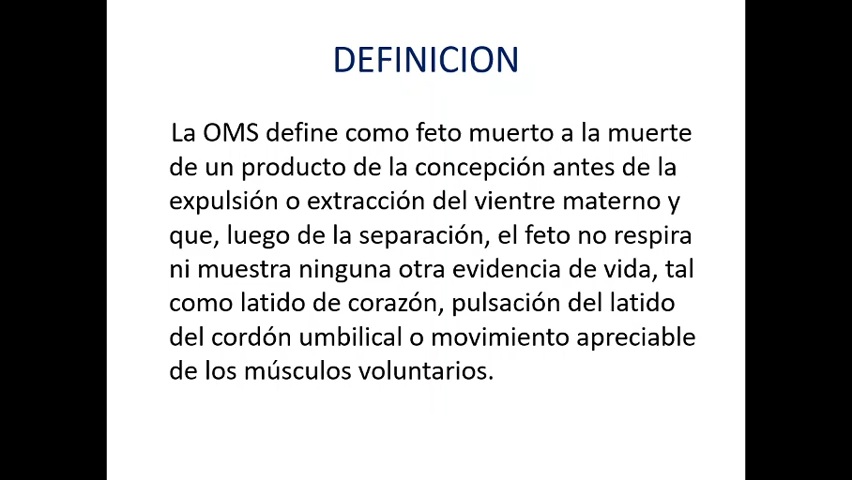 DEFINICION
La OMS define como feto muerto a la muerte
de un producto de la concepción antes de la
expulsión o extracción del vientre materno y
que, luego de la separación, el feto no respira
ni muestra ninguna otra evidencia de vida, tal
como latido de corazón, pulsación del latido
del cordón umbilical o movimiento apreciable
de los músculos voluntarios.